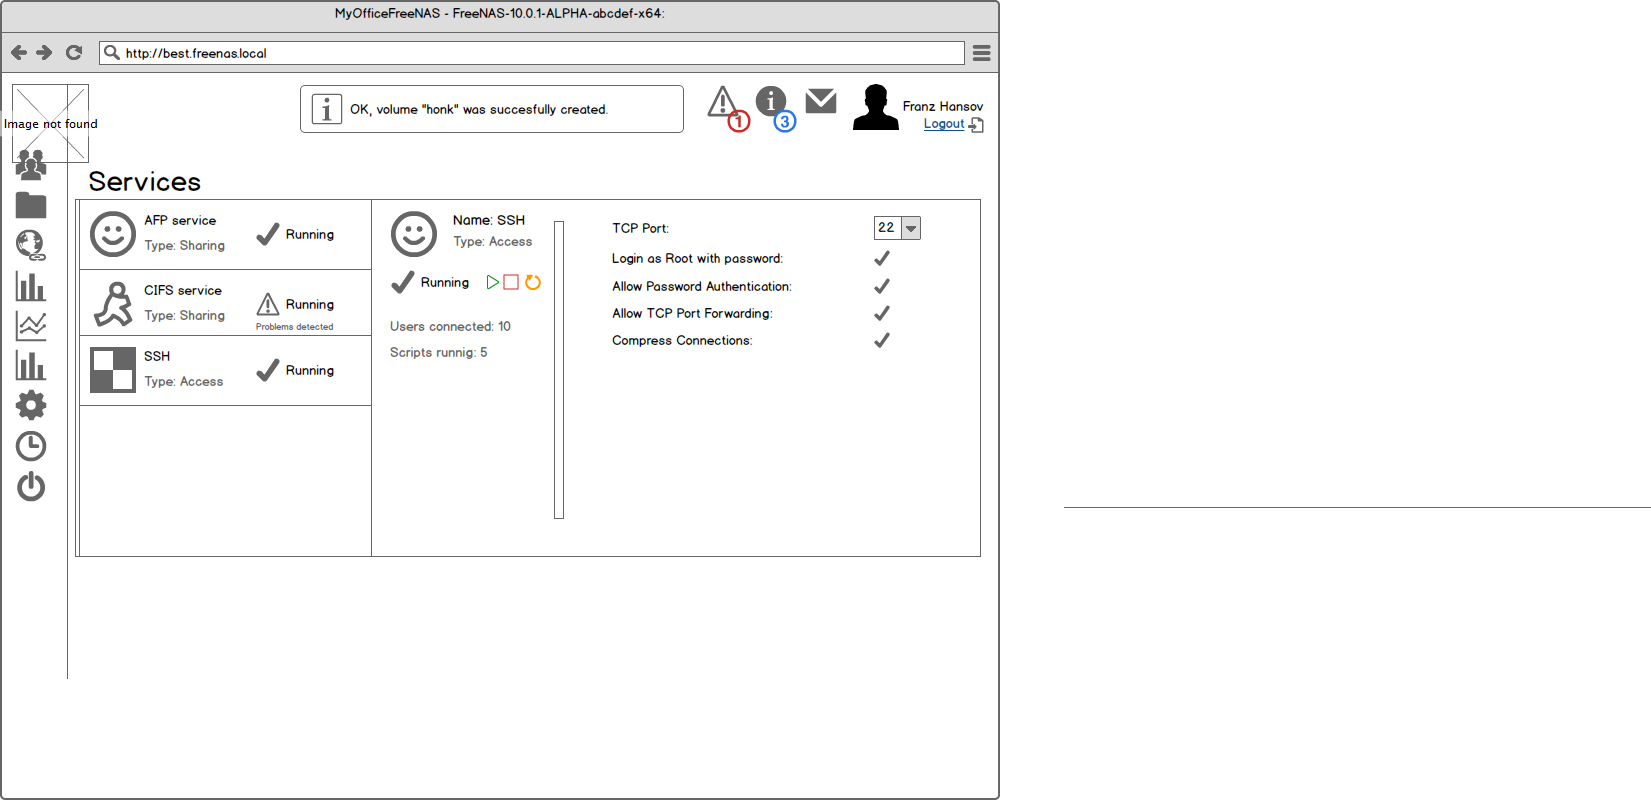 MyOfficeFreeNAS - FreeNAS-10.0.1-ALPHA-abcdef-x64:
http://best.freenas.local
Image not found
OK, volume "honk" was succesfully created.
1
3
Franz Hansov
Logout
Services
AFP service
Type: Sharing
Running
CIFS service
Type: Sharing
Running
Problems detected
SSH
Type: Access
Running
Name: SSH
Type: Access
Running
Users connected: 10
Scripts runnig: 5
TCP Port:
22
Login as Root with password:
Allow Password Authentication:
Allow TCP Port Forwarding:
Compress Connections: